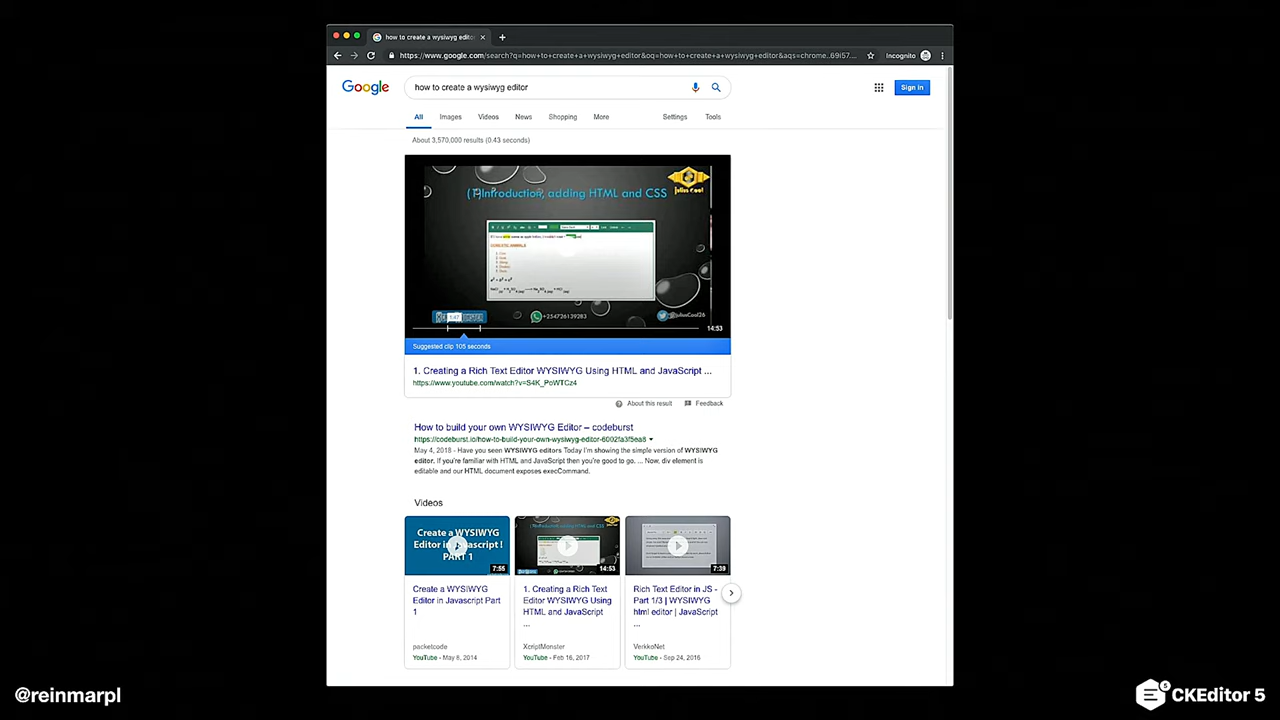 how to create a wysiwyg edito
https://www.google.com/search?q=how+to+create+a+wysiwyg+editor&oq=how+to+create+a+wysiwyg+editor&aqs=chrome..69i57...
Incognito
Google
how to create a wysiwyg editor
Sign in
All Images Videos News Shopping More Settings Tools
About 3,570,000 results (0.43 seconds)
(1)Introduction, adding HTML and CSS
Julius Cool
+254726139283
@juliusCool26
1:47
14:53
Suggested clip 105 seconds
1. Creating a Rich Text Editor WYSIWYG Using HTML and JavaScript ...
https://www.youtube.com/watch?v=S4K_PoWTCz4
About this result Feedback
How to build your own WYSIWYG Editor – codeburst
https://codeburst.io/how-to-build-your-own-wysiwyg-editor-6002fa3f5ea8
May 4, 2018 - Have you seen WYSIWYG editors Today I'm showing the simple version of WYSIWYG
editor. If you're familiar with HTML and JavaScript then you're good to go. ... Now, div element is
editable and our HTML document exposes execCommand.
Videos
Create a WYSIWYG
Editor in Javascript !
PART 1
7:55
14:53
7:39
Create a WYSIWYG
Editor in Javascript Part
1
packetcode
YouTube - May 8, 2014
1. Creating a Rich Text
Editor WYSIWYG Using
HTML and JavaScript
...
XcriptMonster
YouTube - Feb 16, 2017
Rich Text Editor in JS -
Part 1/3 | WYSIWYG
html editor | JavaScript
...
VerkkoNet
YouTube - Sep 24, 2016
@reinmarpl
5
CKEditor 5